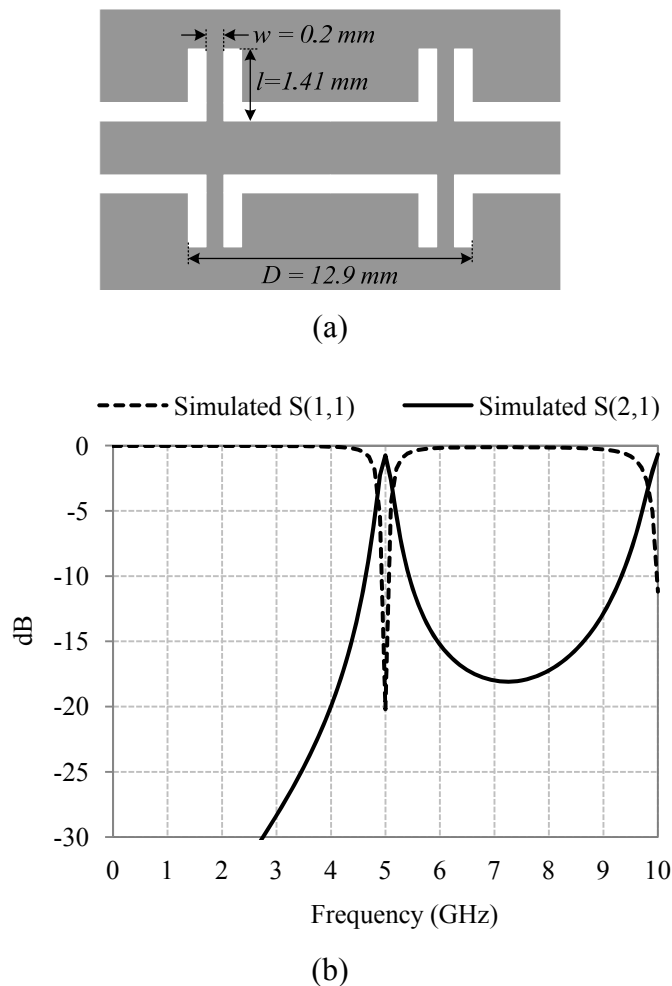 w = 0.2 mm
l=1.41 mm
D = 12.9 mm
(a)
Simulated S(1,1) Simulated S(2,1)
0
-5
-10
-15
-20
-25
-30
dB
0 1 2 3 4 5 6 7 8 9 10
Frequency (GHz)
(b)